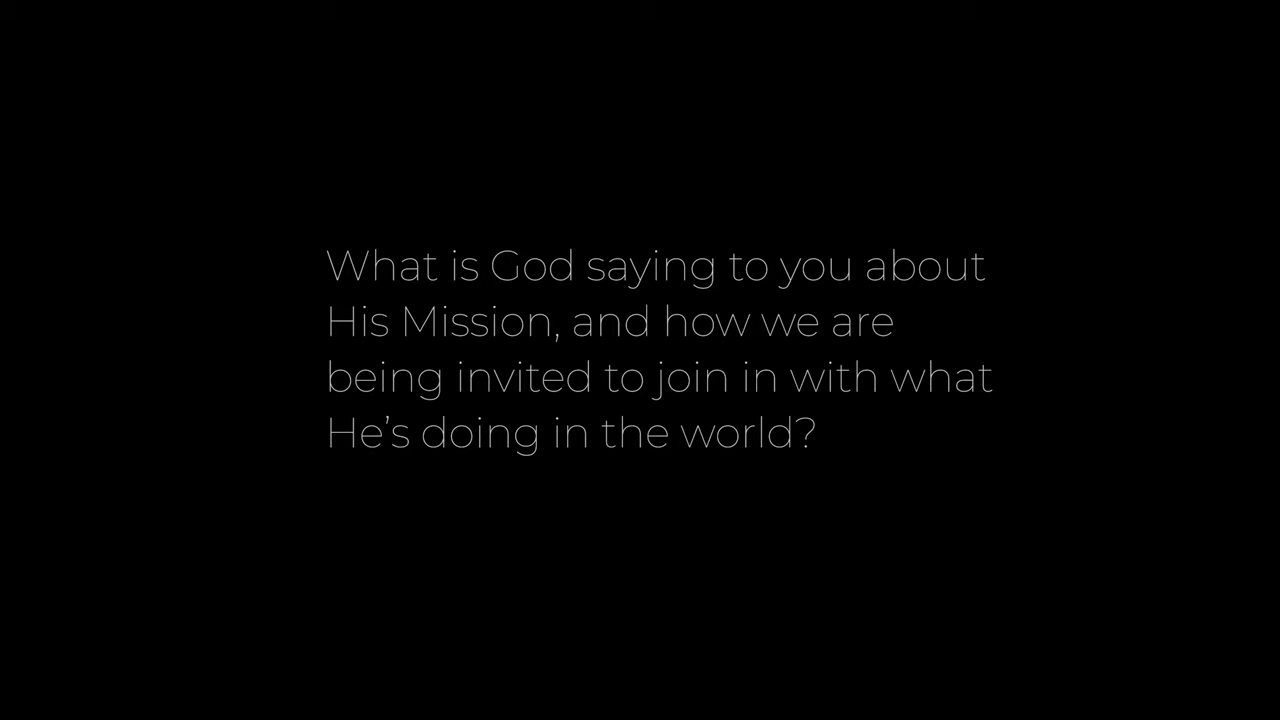 What is God saying to you about
His Mission, and how we are
being invited to join in with what
He’s doing in the world?